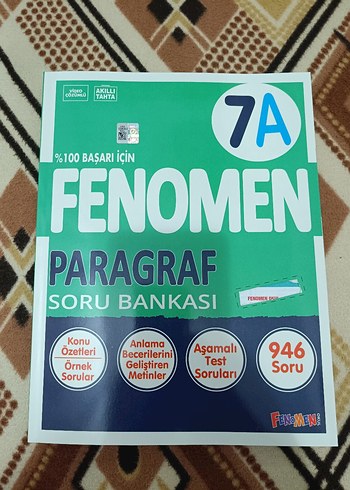 VİDEO
ÇÖZÜMLÜ
AKILLI
TAHTA
7A
%100 BAŞARI İÇİN
FENOMEN
PARAGRAF
SORU BANKASI
Konu
Özetleri
Örnek
Sorular
Anlama
Becerilerini
Geliştiren
Metinler
Aşamalı
Test
Soruları
946
Soru
FENOMEN